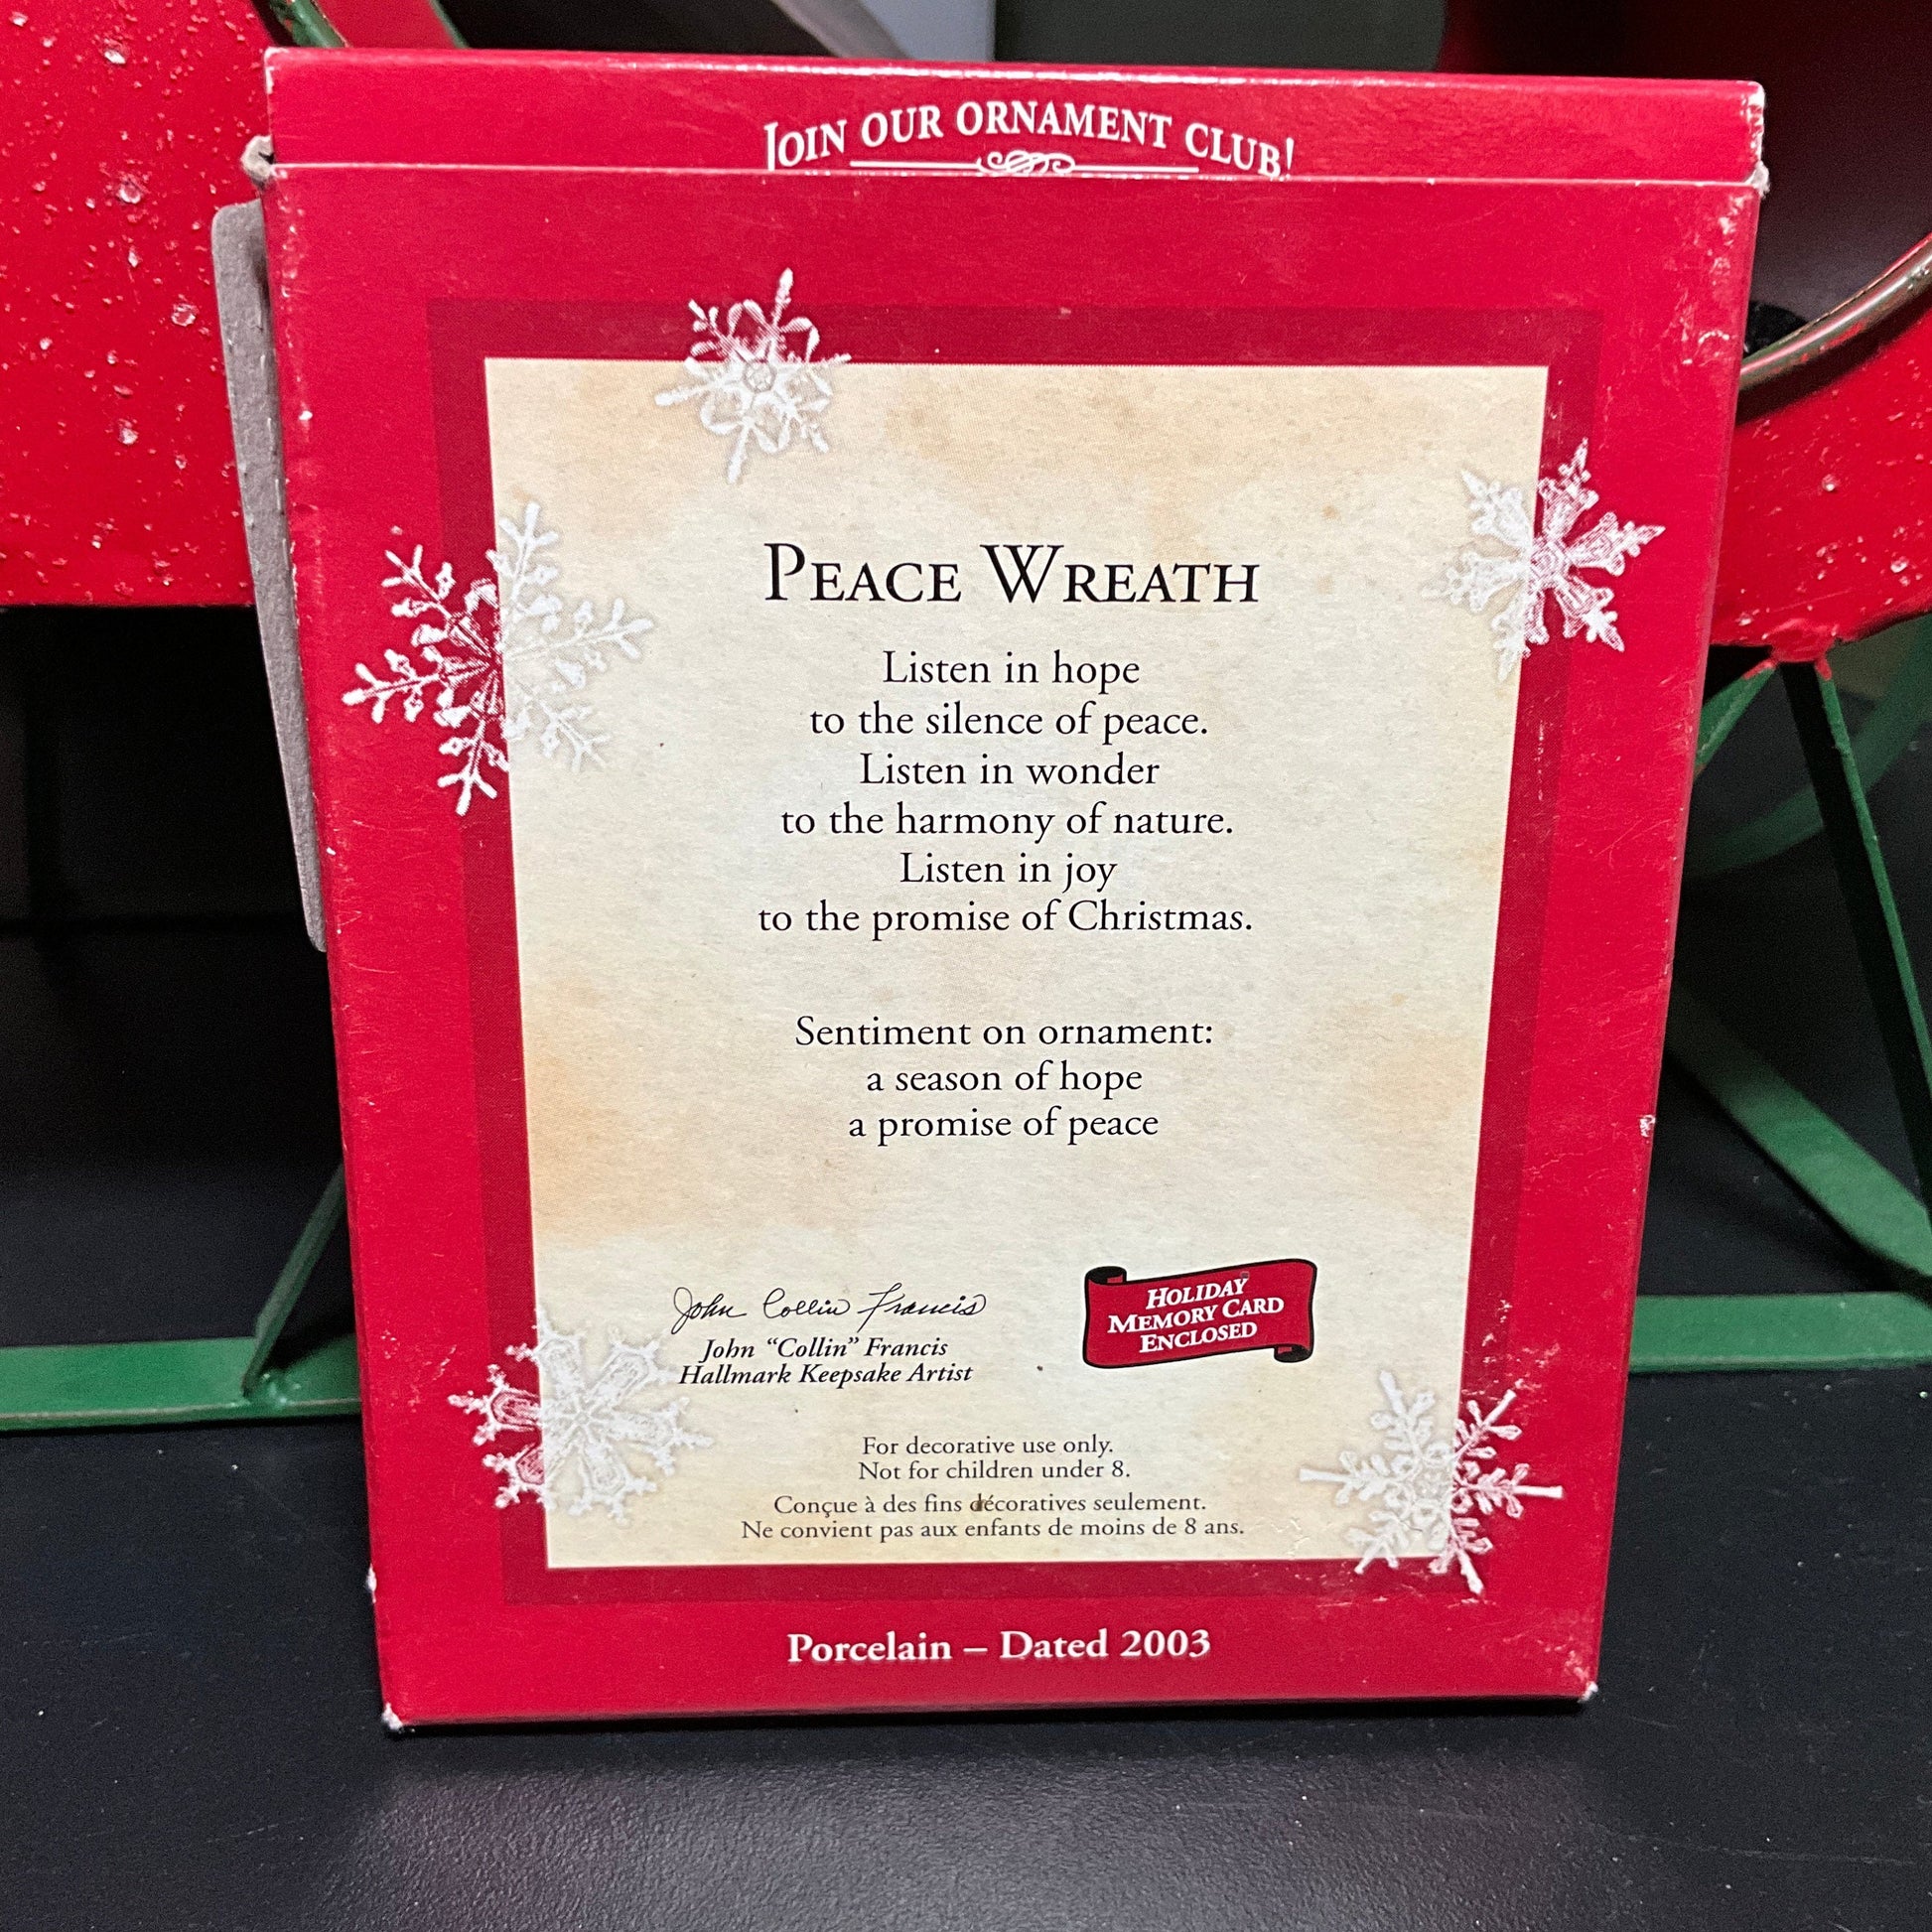 JOIN OUR ORNAMENT CLUB!
PEACE WREATH
Listen in hope
to the silence of peace.
Listen in wonder
to the harmony of nature.
Listen in joy
to the promise of Christmas.
Sentiment on ornament:
a season of hope
a promise of peace
John Collin Francis
John “Collin” Francis
Hallmark Keepsake Artist
HOLIDAY
MEMORY CARD
ENCLOSED
For decorative use only.
Not for children under 8.
Conçue à des fins décoratives seulement.
Ne convient pas aux enfants de moins de 8 ans.
Porcelain – Dated 2003